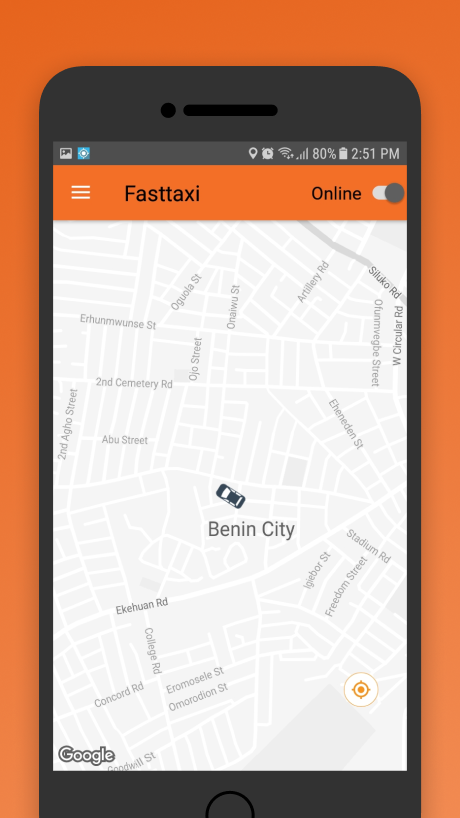 80% 2:51 PM
Fasttaxi
Online
Siluko Rd
Artillery Rd
Oguola St
Onaiwu St
Ofunmvegbe Street
W Circular Rd
Erhunmwunse St
Ojo Street
2nd Cemetery Rd
2nd Agho Street
Eheneden St
Abu Street
Benin City
Stadium Rd
Igiebor St
Freedom Street
Ekehuan Rd
College Rd
Eromosele St
Concord Rd
Omorodion St
Google
Goodwill St